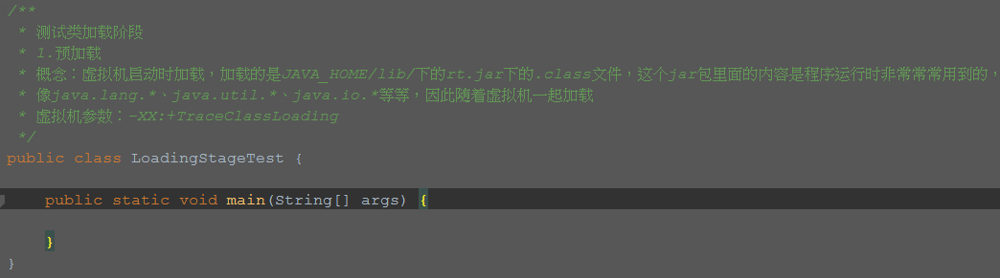 /**
 * 测试类加载阶段
 * 1.预加载
 * 概念：虚拟机启动时加载，加载的是JAVA_HOME/lib/下的rt.jar下的.class文件，这个jar包里面的内容是程序运行时非常常常用到的，
 * 像java.lang.*、java.util.*、java.io.*等等，因此随着虚拟机一起加载
 * 虚拟机参数：-XX:+TraceClassLoading
 */
public class LoadingStageTest {
    public static void main(String[] args) {
    }
}